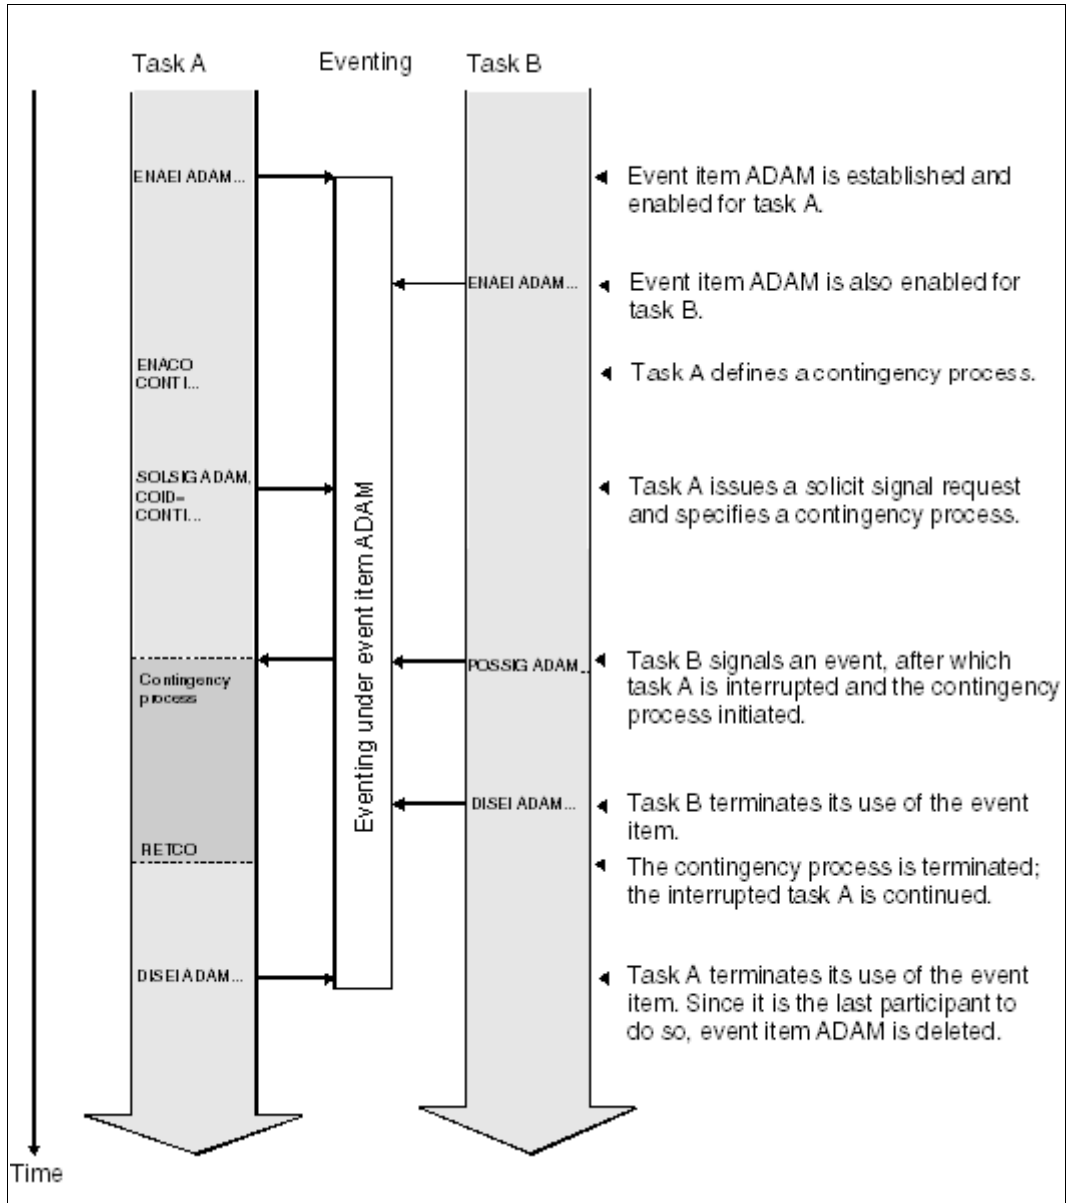 Task A
Eventing
Task B
ENAEI ADAM...
Event item ADAM is established and
enabled for task A.
ENAEI ADAM...
Event item ADAM is also enabled for
task B.
ENACO
CONTI...
Task A defines a contingency process.
SOLSIG ADAM,
COID=
CONTI...
Task A issues a solicit signal request
and specifies a contingency process.
Eventing under event item ADAM
POSSIG ADAM...
Task B signals an event, after which
task A is interrupted and the contingency
process initiated.
Contingency
process
DISEI ADAM...
Task B terminates its use of the event
item.
RETCO
The contingency process is terminated;
the interrupted task A is continued.
DISEI ADAM...
Task A terminates its use of the event
item. Since it is the last participant to
do so, event item ADAM is deleted.
Time